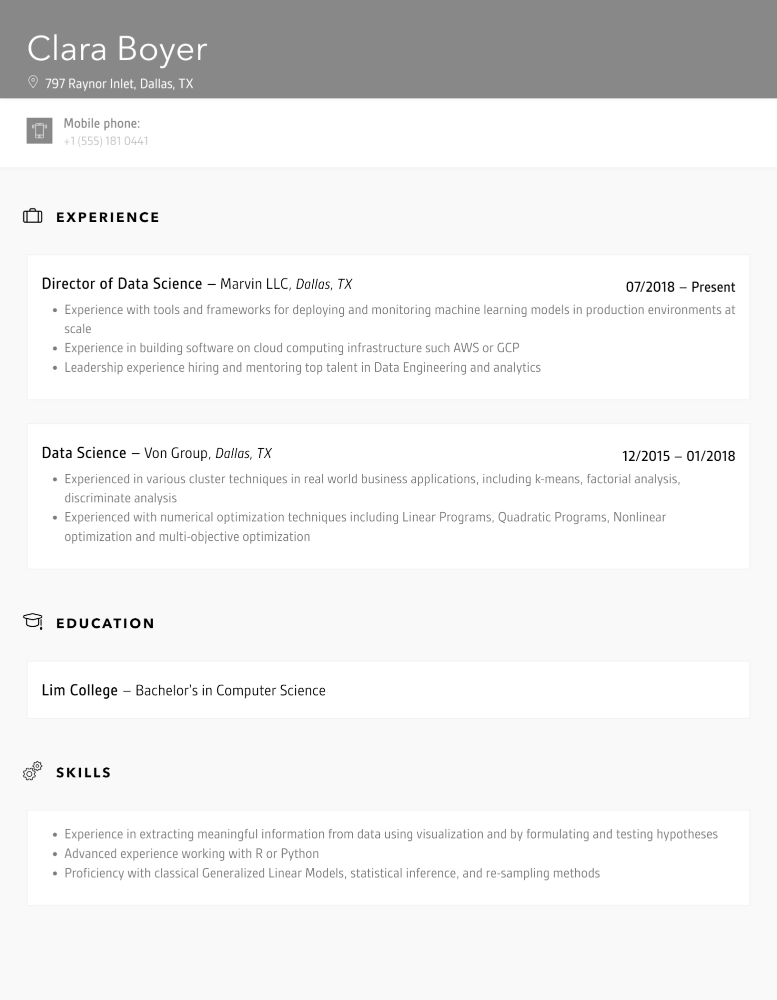 Clara Boyer
797 Raynor Inlet, Dallas, TX
Mobile phone:
+1 (555) 181 0441
EXPERIENCE
Director of Data Science – Marvin LLC, Dallas, TX
07/2018 – Present
• Experience with tools and frameworks for deploying and monitoring machine learning models in production environments at
scale
• Experience in building software on cloud computing infrastructure such AWS or GCP
• Leadership experience hiring and mentoring top talent in Data Engineering and analytics
Data Science – Von Group, Dallas, TX
12/2015 – 01/2018
• Experienced in various cluster techniques in real world business applications, including k-means, factorial analysis,
discriminate analysis
• Experienced with numerical optimization techniques including Linear Programs, Quadratic Programs, Nonlinear
optimization and multi-objective optimization
EDUCATION
Lim College – Bachelor's in Computer Science
SKILLS
• Experience in extracting meaningful information from data using visualization and by formulating and testing hypotheses
• Advanced experience working with R or Python
• Proficiency with classical Generalized Linear Models, statistical inference, and re-sampling methods